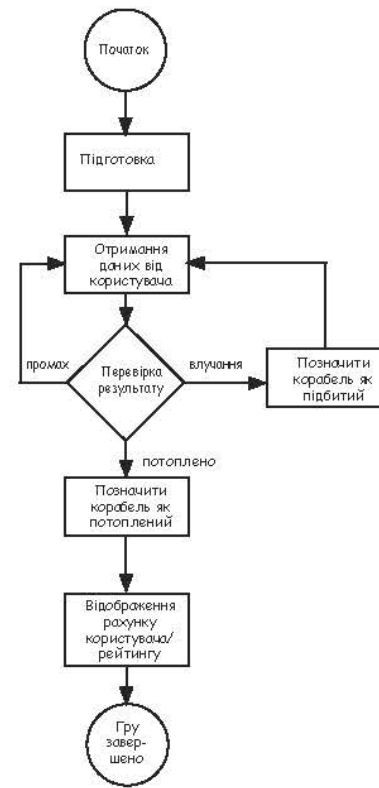 Початок
Підготовка
Отримання
даних від
користувача
промах
Перевірка
результату
влучання
Позначити
корабель як
підбитий
потоплено
Позначити
корабель як
потоплений
Відображення
рахунку
користувача/
рейтингу
Гру
завер-
шено